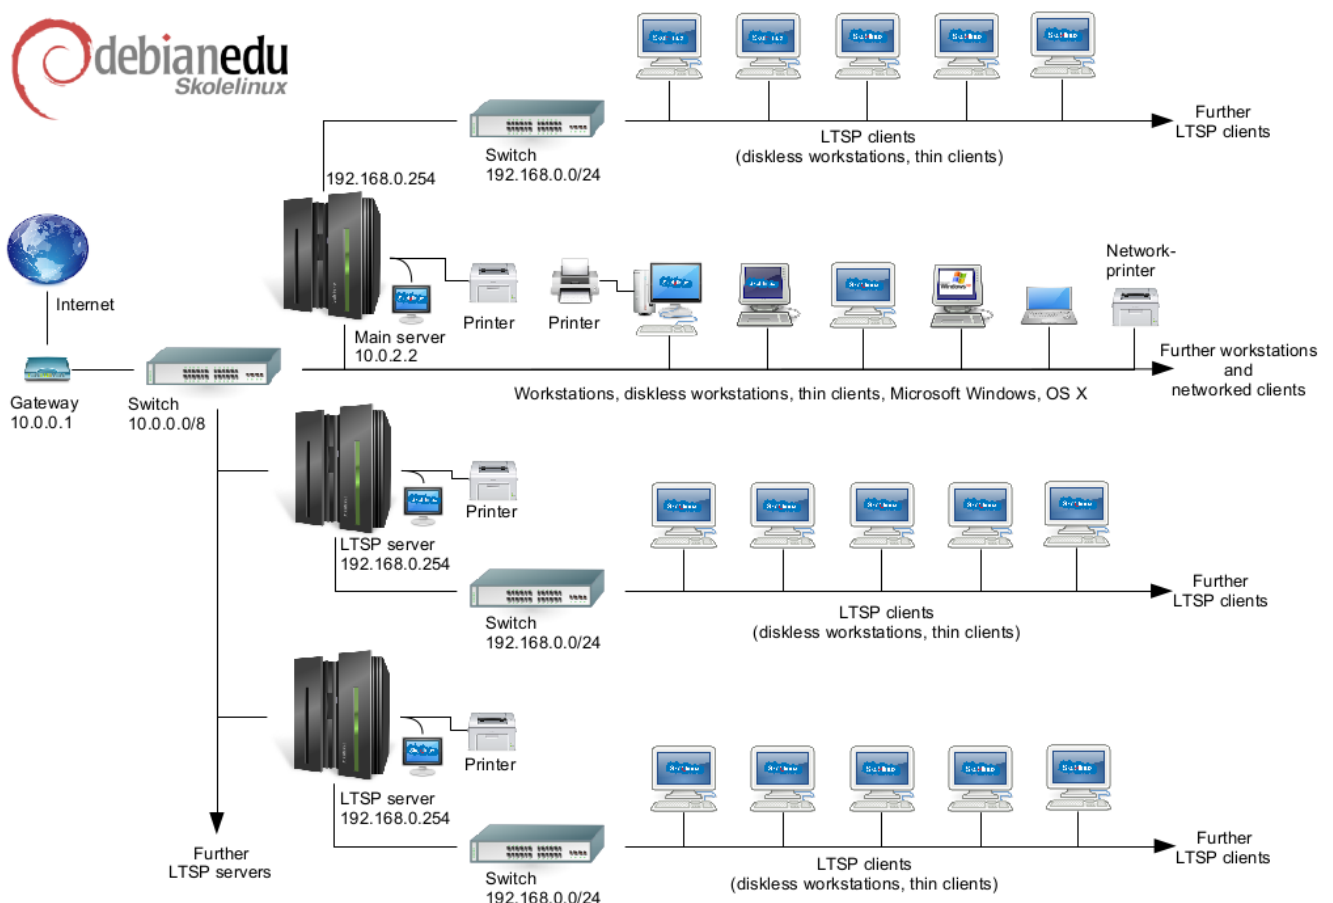 debianedu
Skolelinux
Switch
192.168.0.0/24
LTSP clients
(diskless workstations, thin clients)
Further
LTSP clients
192.168.0.254
Internet
Gateway
10.0.0.1
Switch
10.0.0.0/8
Main server
10.0.2.2
Printer
Printer
Windows
Network-
printer
Workstations, diskless workstations, thin clients, Microsoft Windows, OS X
Further workstations
and
networked clients
Printer
LTSP server
192.168.0.254
Switch
192.168.0.0/24
LTSP clients
(diskless workstations, thin clients)
Further
LTSP clients
Printer
LTSP server
192.168.0.254
Switch
192.168.0.0/24
LTSP clients
(diskless workstations, thin clients)
Further
LTSP clients
Further
LTSP servers